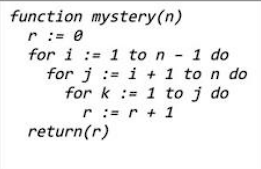 function mystery(n)
r := 0
for i := 1 to n - 1 do
for j := i + 1 to n do
for k := 1 to j do
r := r + 1
return(r)